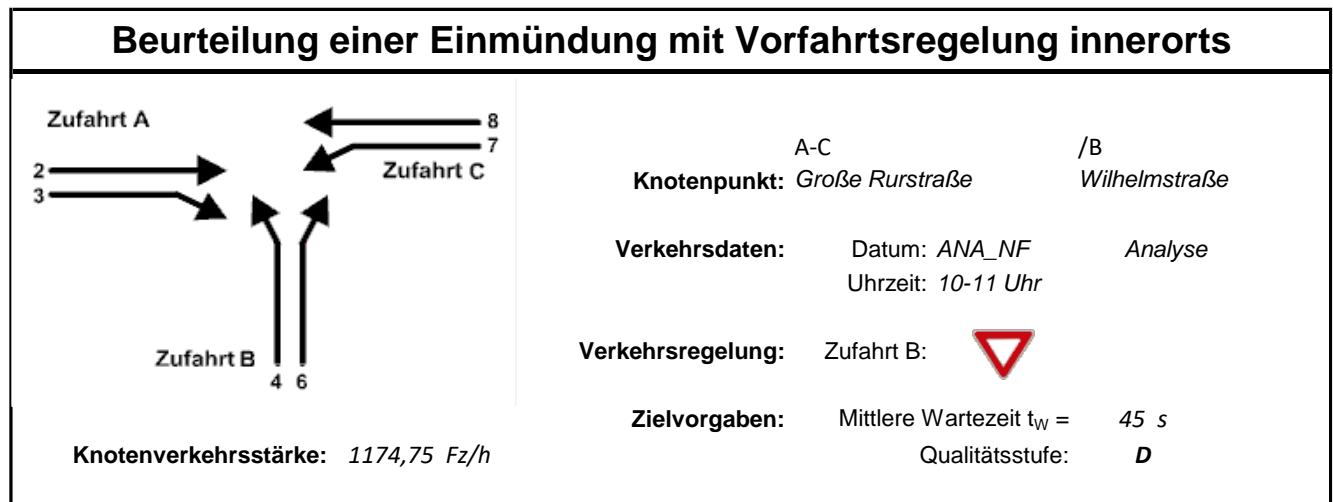 Beurteilung einer Einmündung mit Vorfahrtsregelung innerorts
Zufahrt A
8
7
2
Zufahrt C
3
Zufahrt B
4 6
Knotenverkehrsstärke: 1174,75 Fz/h
A-C /B
Knotenpunkt: Große Rurstraße Wilhelmstraße
Verkehrsdaten: Datum: ANA_NF Analyse
Uhrzeit: 10-11 Uhr
Verkehrsregelung: Zufahrt B:
Zielvorgaben: Mittlere Wartezeit tW = 45 s
Qualitätsstufe: D